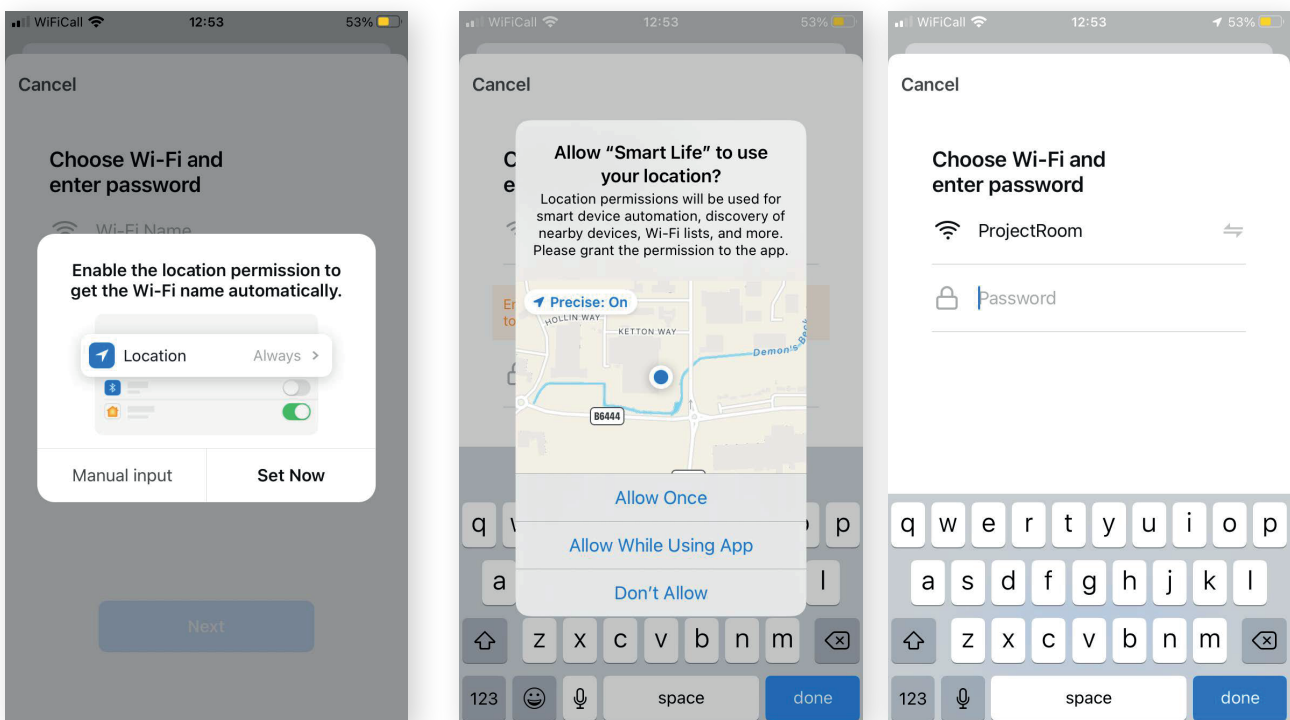 WiFiCall 12:53 53%
Cancel
Choose Wi-Fi and
enter password
Wi-Fi Name
Enable the location permission to
get the Wi-Fi name automatically.
Location Always
Manual input Set Now
Next
WiFiCall 12:53 53%
Cancel
C
e
Allow “Smart Life” to use
your location?
Location permissions will be used for
smart device automation, discovery of
nearby devices, Wi-Fi lists, and more.
Please grant the permission to the app.
En
to
Precise: On
HOLLIN WAY
KETTON WAY
Demon's Beck
B6444
Allow Once
Allow While Using App
Don’t Allow
q p
a l
z x c v b n m
123 space done
WiFiCall 12:53 53%
Cancel
Choose Wi-Fi and
enter password
ProjectRoom
Password
q w e r t y u i o p
a s d f g h j k l
z x c v b n m
123 space done